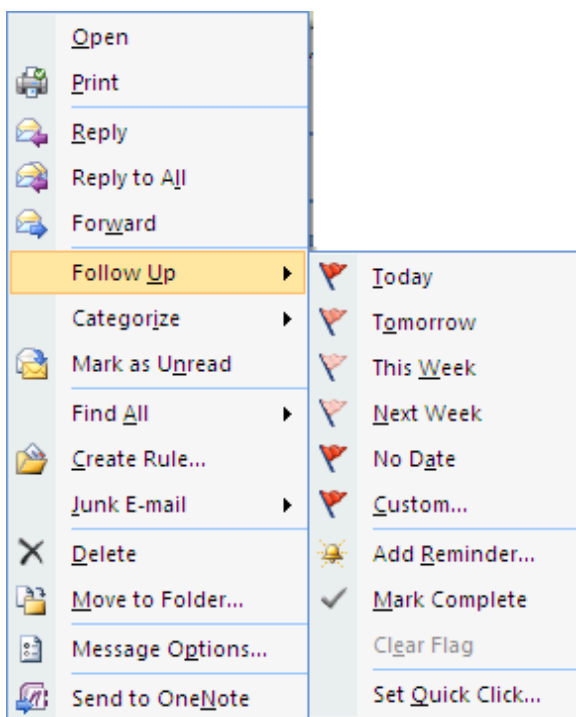 Open
Print
Reply
Reply to All
Forward
Follow Up
Categorize
Mark as Unread
Find All
Create Rule...
Junk E-mail
Delete
Move to Folder...
Message Options...
Send to OneNote
Today
Tomorrow
This Week
Next Week
No Date
Custom...
Add Reminder...
Mark Complete
Clear Flag
Set Quick Click...